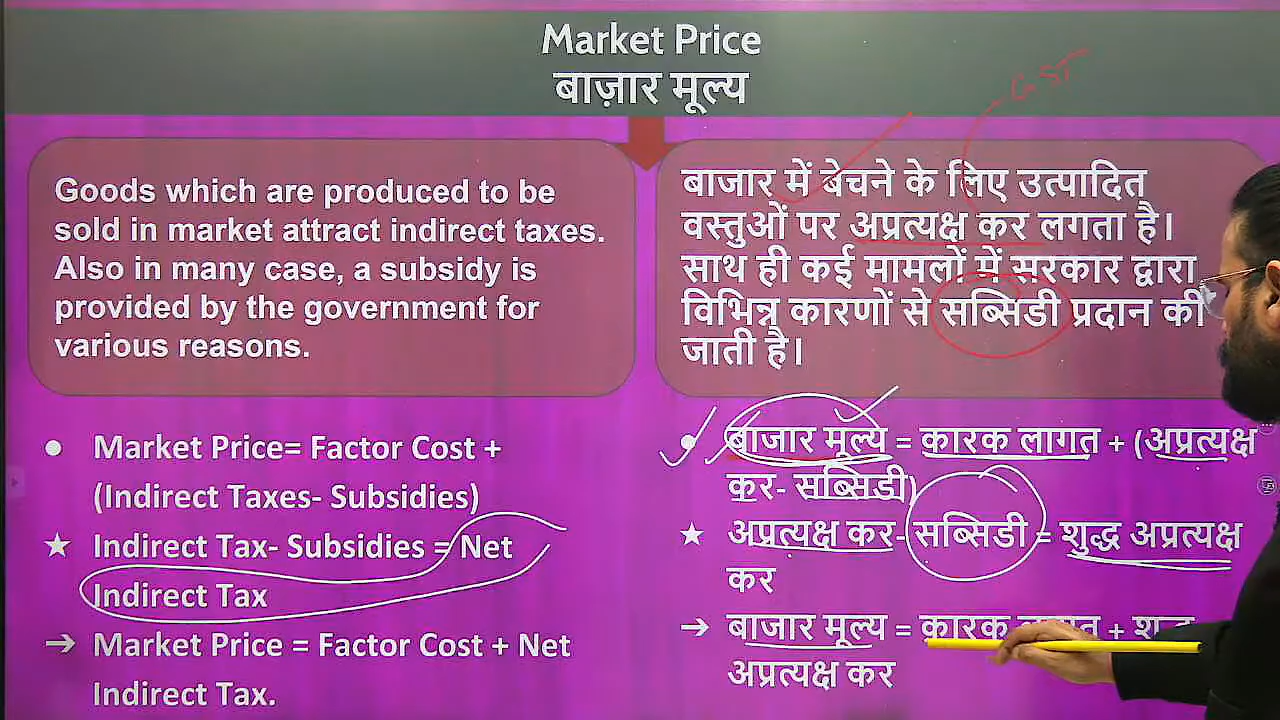 Market Price
बाज़ार मूल्य
GST
Goods which are produced to be
sold in market attract indirect taxes.
Also in many case, a subsidy is
provided by the government for
various reasons.
बाजार में बेचने के लिए उत्पादित
वस्तुओं पर अप्रत्यक्ष कर लगता है।
साथ ही कई मामलों में सरकार द्वारा
विभिन्न कारणों से सब्सिडी प्रदान की
जाती है।
● Market Price= Factor Cost +
(Indirect Taxes- Subsidies)
★ Indirect Tax- Subsidies = Net
Indirect Tax
➔ Market Price = Factor Cost + Net
Indirect Tax.
● बाजार मूल्य = कारक लागत + (अप्रत्यक्ष
कर- सब्सिडी)
★ अप्रत्यक्ष कर- सब्सिडी = शुद्ध अप्रत्यक्ष
कर
➔ बाजार मूल्य = कारक लागत + शुद्ध
अप्रत्यक्ष कर